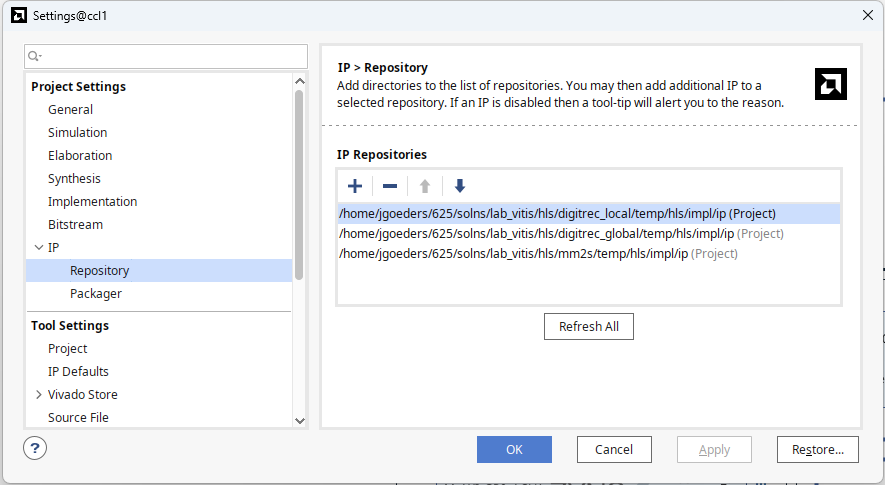 Settings@ccl1
Project Settings
General
Simulation
Elaboration
Synthesis
Implementation
Bitstream
IP
Repository
Packager
Tool Settings
Project
IP Defaults
Vivado Store
Source File
IP > Repository
Add directories to the list of repositories. You may then add additional IP to a
selected repository. If an IP is disabled then a tool-tip will alert you to the reason.
IP Repositories
/home/jgoeders/625/solns/lab_vitis/hls/digitrec_local/temp/hls/impl/ip (Project)
/home/jgoeders/625/solns/lab_vitis/hls/digitrec_global/temp/hls/impl/ip (Project)
/home/jgoeders/625/solns/lab_vitis/hls/mm2s/temp/hls/impl/ip (Project)
Refresh All
?
OK
Cancel
Apply
Restore...